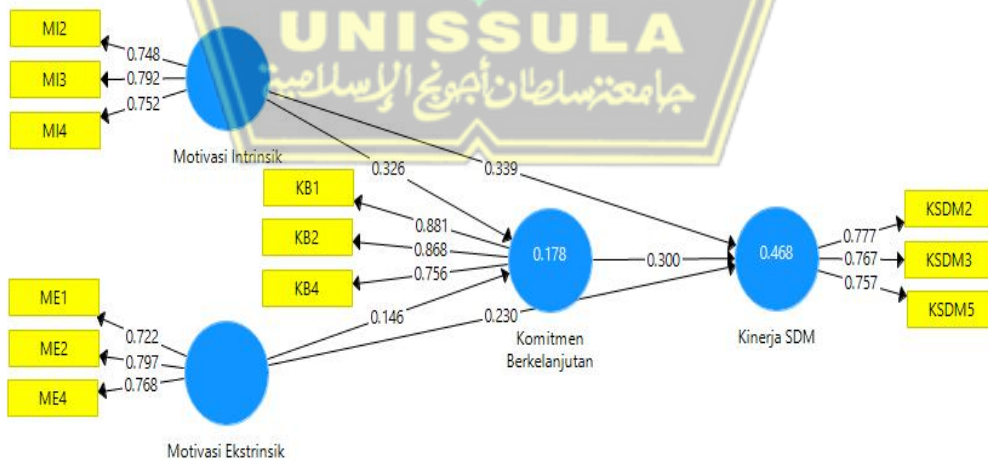 UNISSULA
جامعتنسلطان أجونج الإسلامية
MI2
MI3
MI4
0.748
0.792
0.752
Motivasi Intrinsik
0.326
0.339
KB1
KB2
KB4
0.881
0.868
0.756
0.178
Komitmen
Berkelanjutan
0.300
0.468
Kinerja SDM
KSDM2
KSDM3
KSDM5
0.777
0.767
0.757
ME1
ME2
ME4
0.722
0.797
0.768
0.146
0.230
Motivasi Ekstrinsik